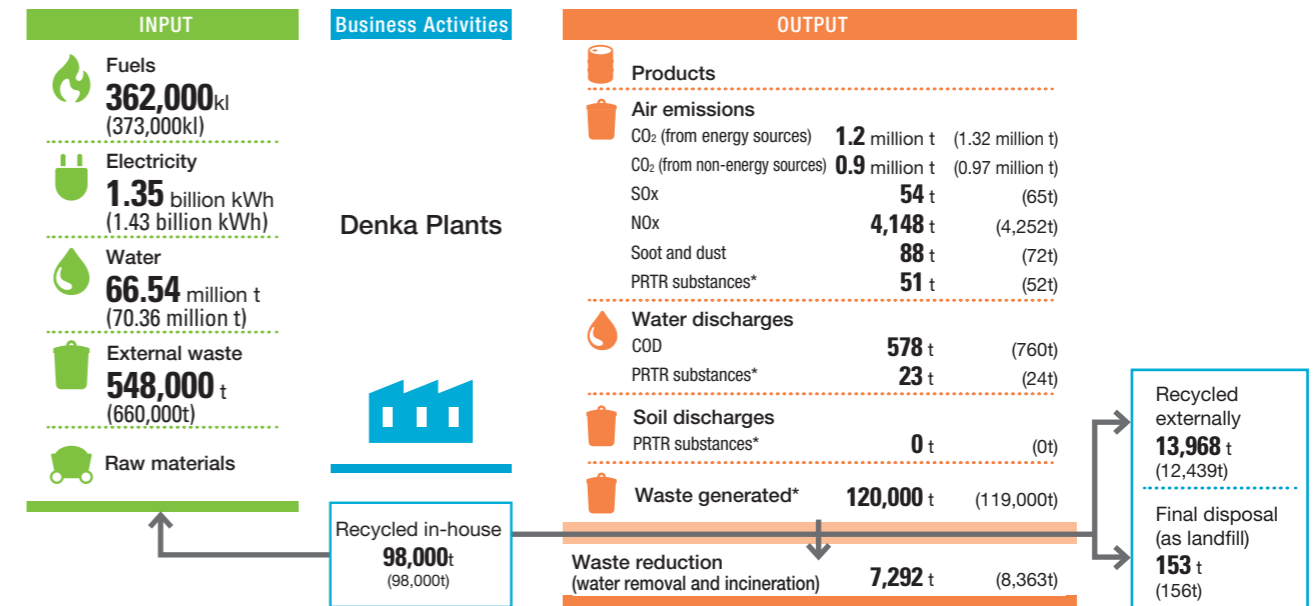 INPUT
Fuels
362,000kl
(373,000kl)
Electricity
1.35 billion kWh
(1.43 billion kWh)
Water
66.54 million t
(70.36 million t)
External waste
548,000 t
(660,000t)
Raw materials
Business Activities
Denka Plants
Recycled in-house
98,000t
(98,000t)
OUTPUT
Products
Air emissions
CO₂ (from energy sources) 1.2 million t (1.32 million t)
CO₂ (from non-energy sources) 0.9 million t (0.97 million t)
SOx 54 t (65t)
NOx 4,148 t (4,252t)
Soot and dust 88 t (72t)
PRTR substances* 51 t (52t)
Water discharges
COD 578 t (760t)
PRTR substances* 23 t (24t)
Soil discharges
PRTR substances* 0 t (0t)
Waste generated* 120,000 t (119,000t)
Waste reduction
(water removal and incineration) 7,292 t (8,363t)
Recycled
externally
13,968 t
(12,439t)
Final disposal
(as landfill)
153 t
(156t)